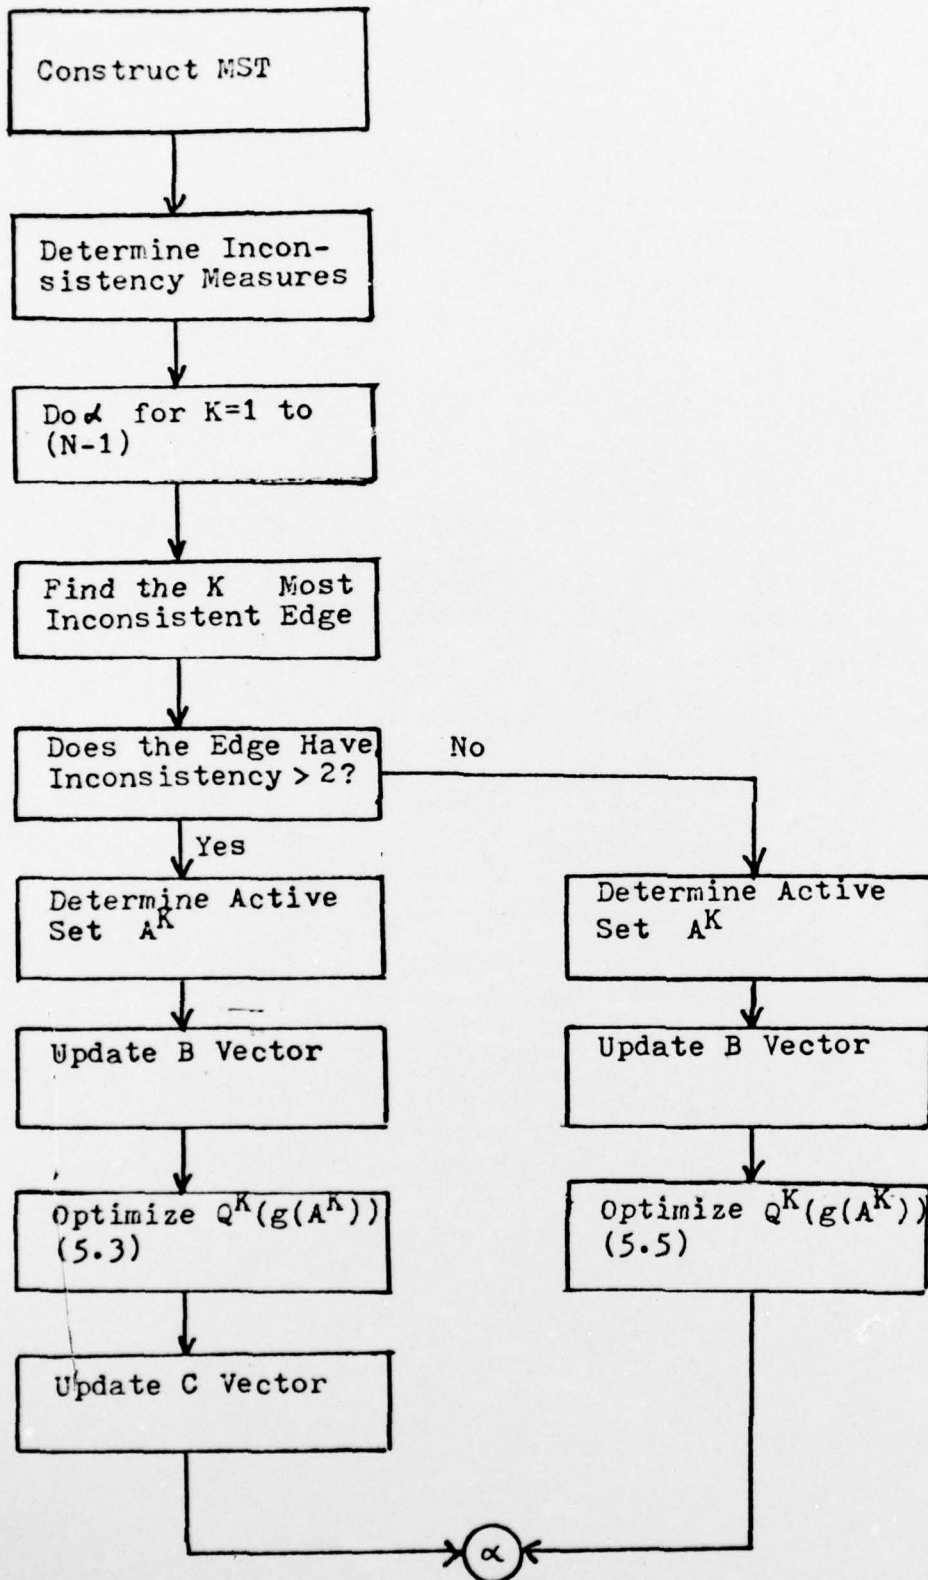 Construct MST
Determine Incon-
sistency Measures
Do α for K=1 to
(N-1)
Find the K Most
Inconsistent Edge
Does the Edge Have
Inconsistency > 2?
No
Yes
Determine Active
Set A^K
Update B Vector
Optimize Q^K(g(A^K))
(5.3)
Update C Vector
Determine Active
Set A^K
Update B Vector
Optimize Q^K(g(A^K))
(5.5)
α